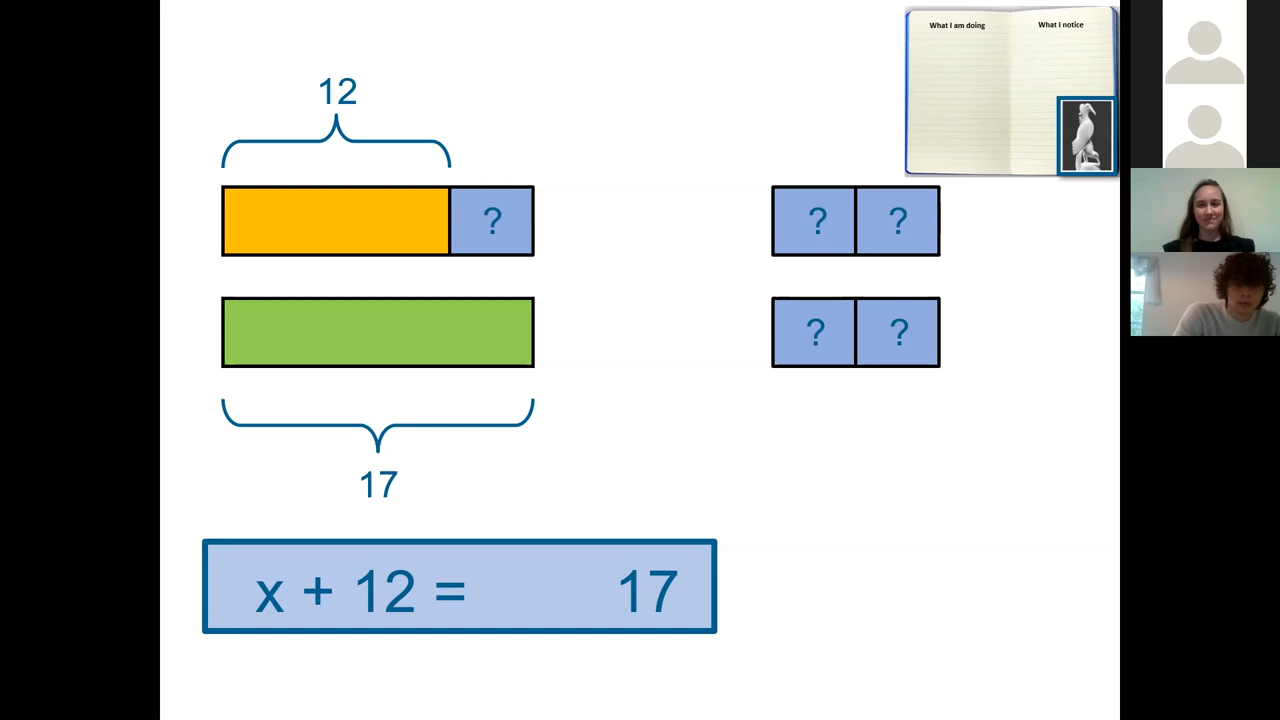 What I am doing What I notice
12
? ? ?
? ?
17
x + 12 = 17